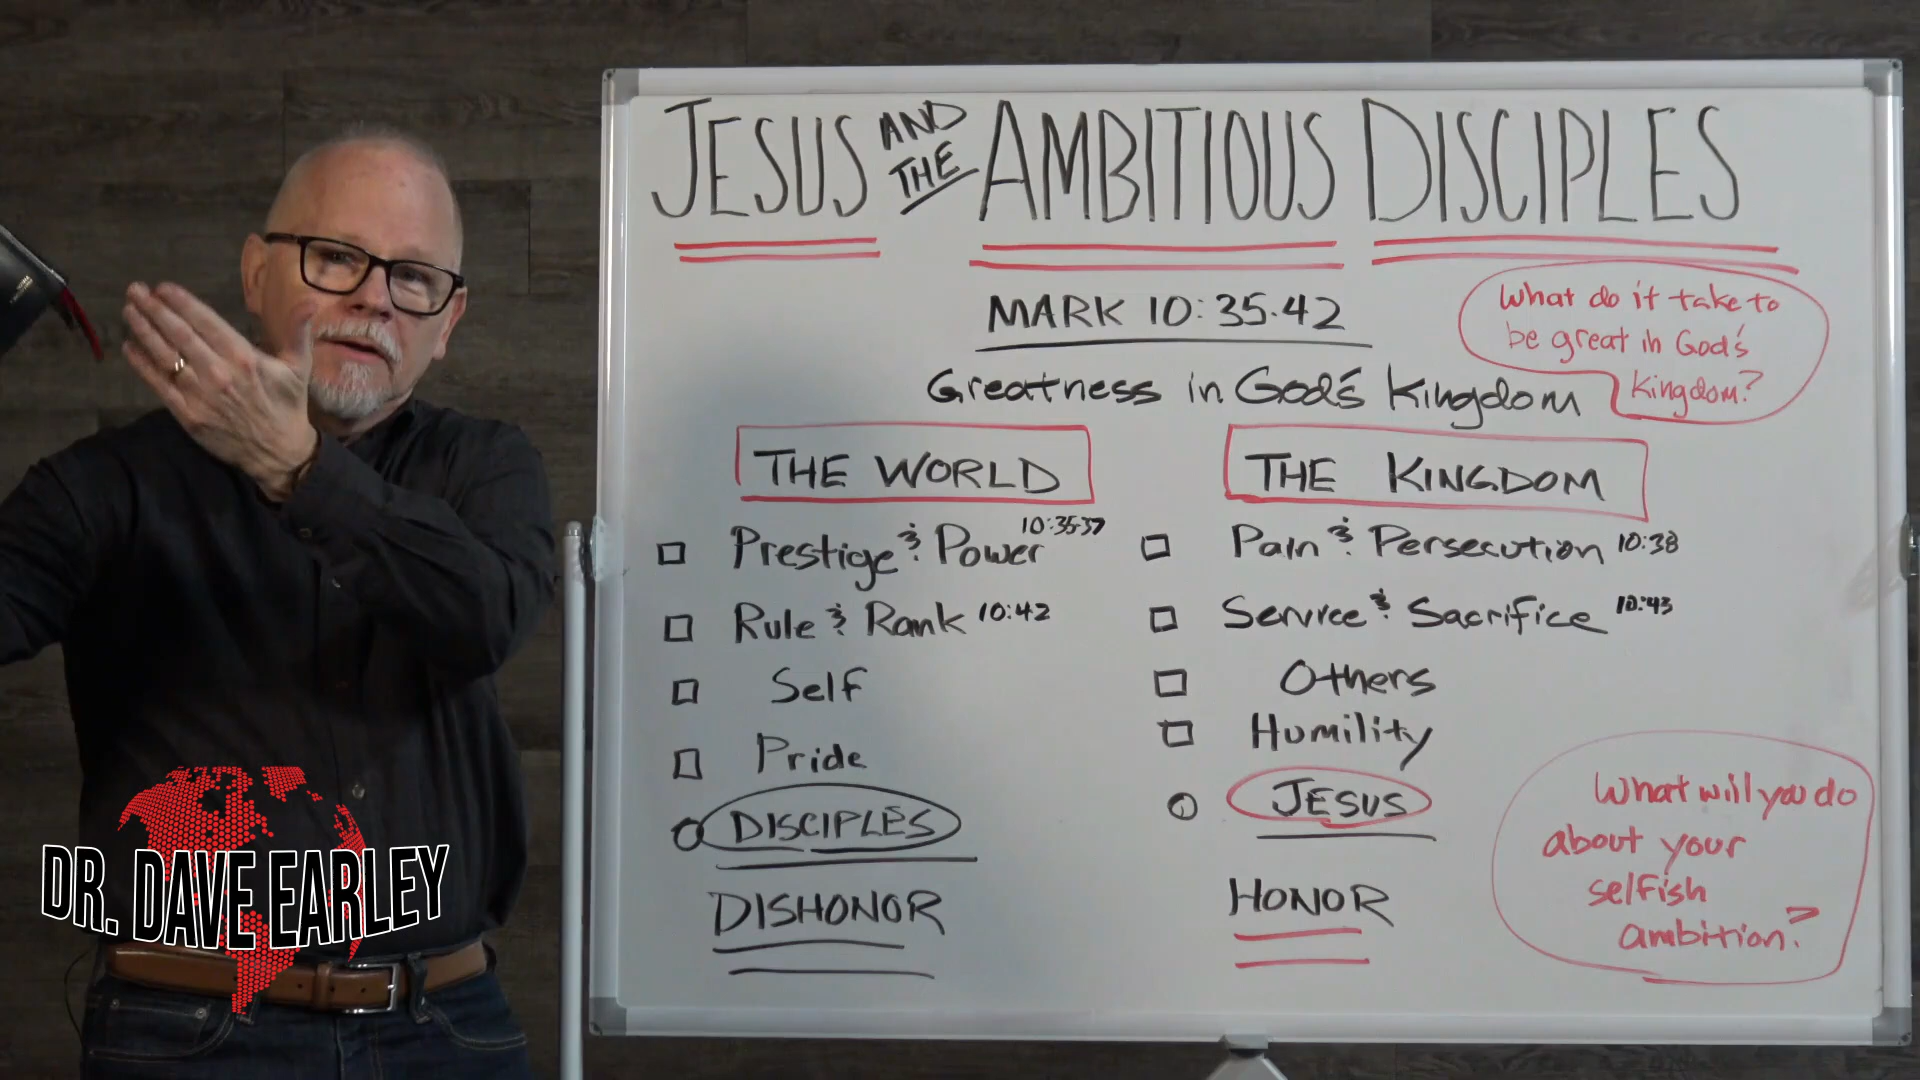 JESUS AND THE AMBITIOUS DISCIPLES
MARK 10:35-42
What do it take to
be great in God's
Kingdom?
Greatness in God's Kingdom
THE WORLD
Prestige & Power 10:35-37
Rule & Rank 10:42
Self
Pride
DISCIPLES
DISHONOR
THE KINGDOM
Pain & Persecution 10:38
Service & Sacrifice 10:43
Others
Humility
JESUS
HONOR
What will you do
about your
selfish
ambition?
DR. DAVE EARLEY